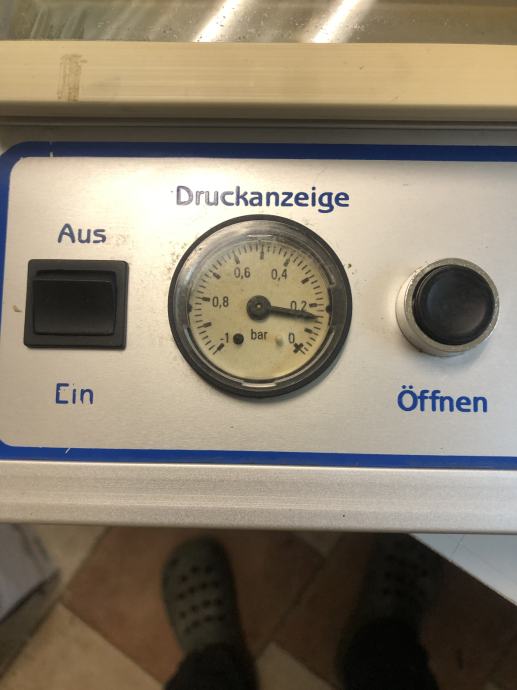 Druckanzeige
Aus
0,6 0,4
0,8 0,2
-1 bar 0
Ein
Öffnen